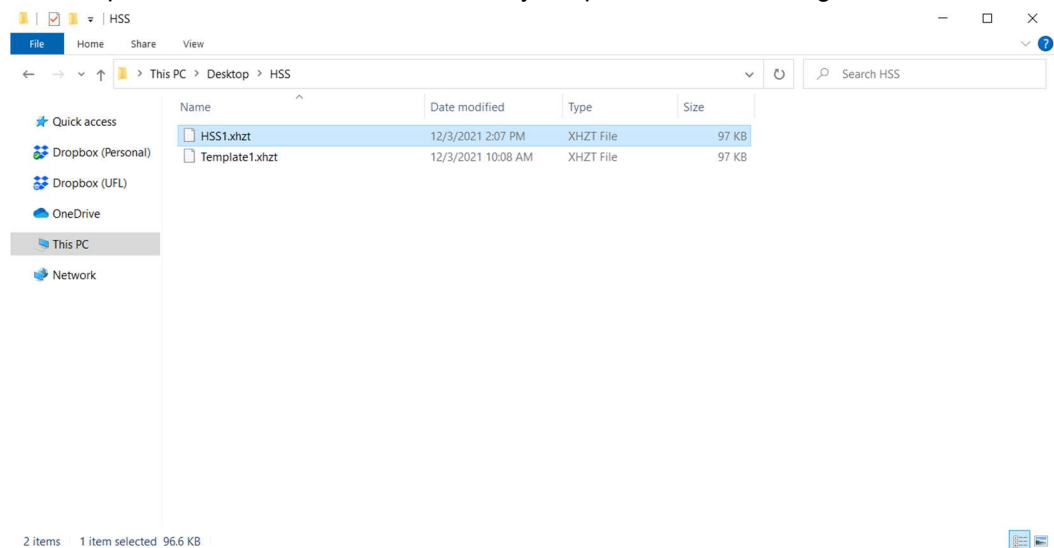 HSS
File Home Share View
This PC > Desktop > HSS
Search HSS
Name Date modified Type Size
Quick access
HSS1.xhzt 12/3/2021 2:07 PM XHZT File 97 KB
Dropbox (Personal)
Template1.xhzt 12/3/2021 10:08 AM XHZT File 97 KB
Dropbox (UFL)
OneDrive
This PC
Network
2 items 1 item selected 96.6 KB